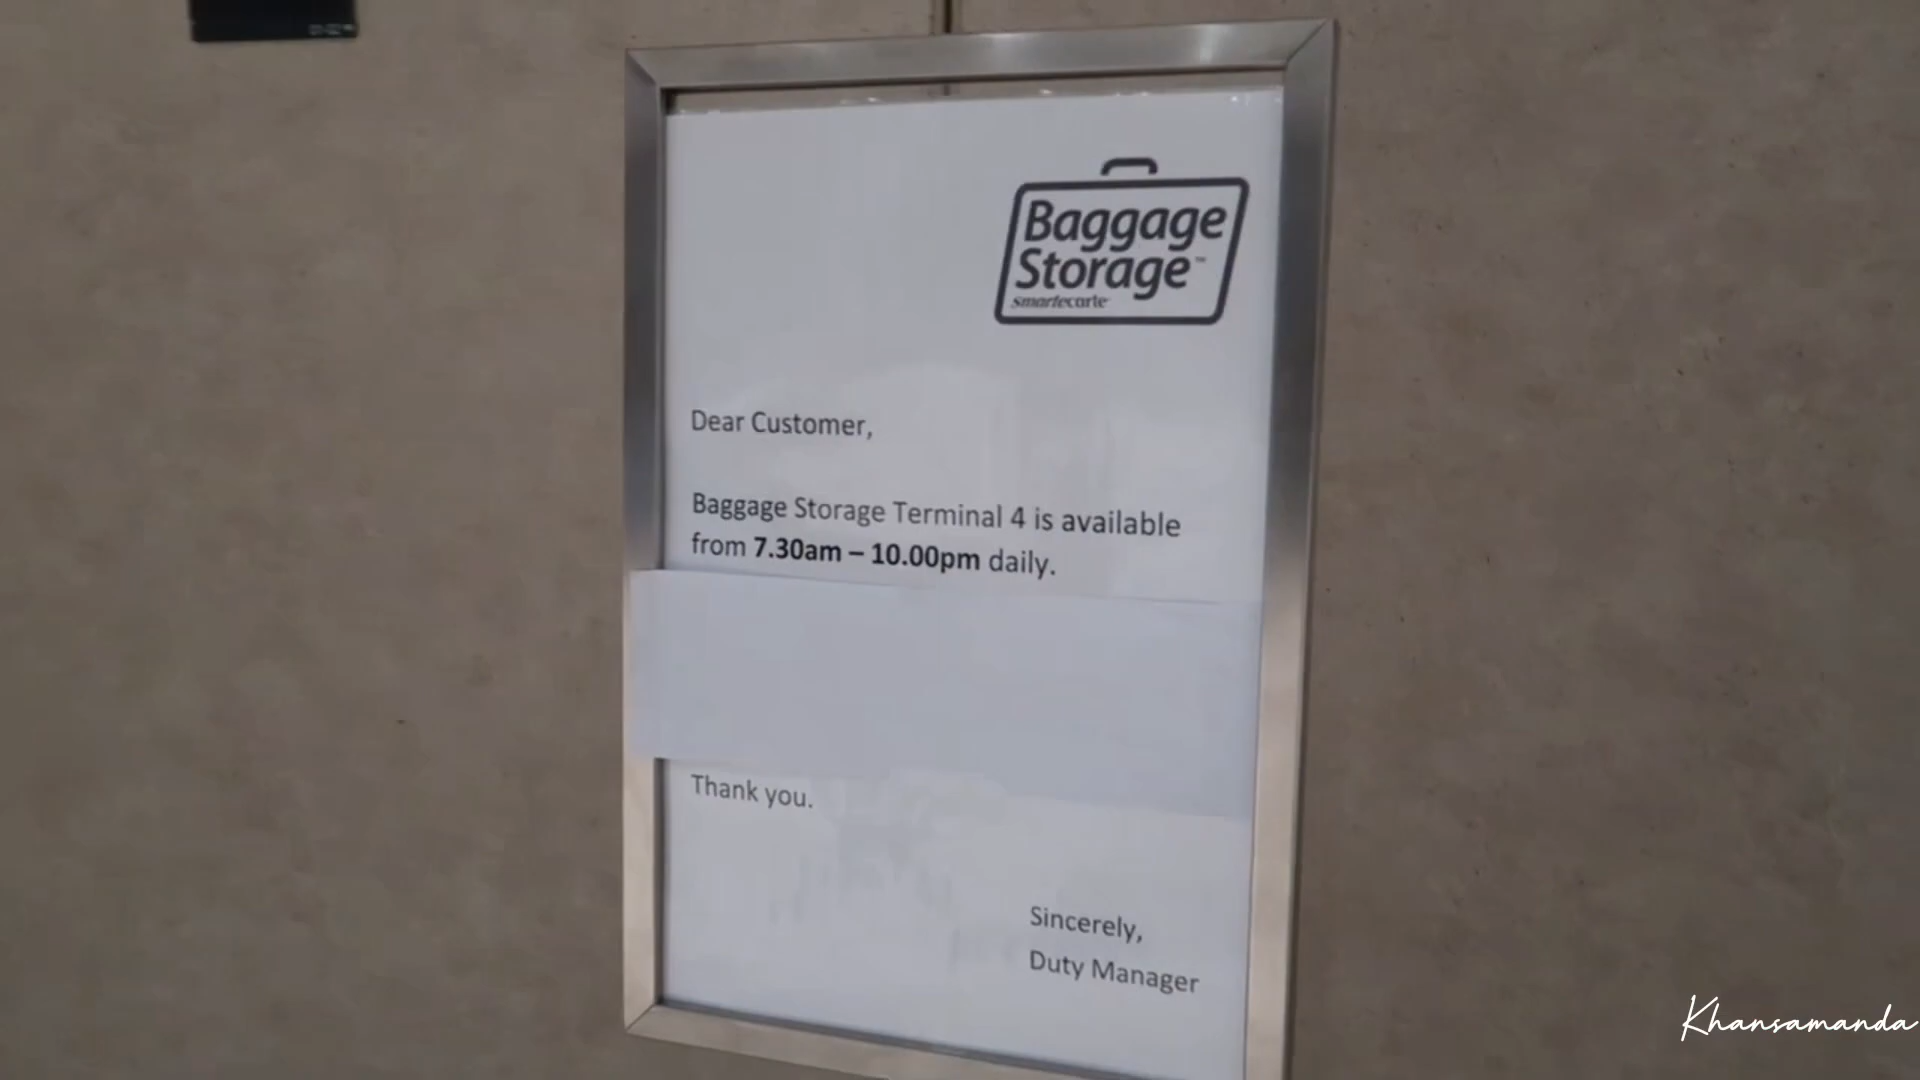 Baggage
Storage™
smartecarte
Dear Customer,
Baggage Storage Terminal 4 is available
from 7.30am – 10.00pm daily.
Thank you.
Sincerely,
Duty Manager
Khansamanda